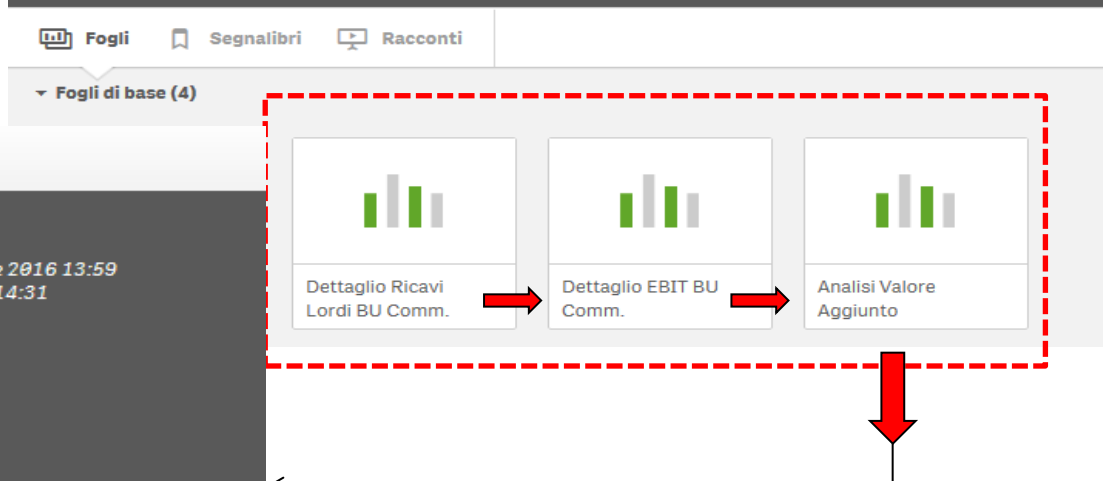 Fogli
Segnalibri
Racconti
Fogli di base (4)
2016 13:59
14:31
Dettaglio Ricavi
Lordi BU Comm.
Dettaglio EBIT BU
Comm.
Analisi Valore
Aggiunto